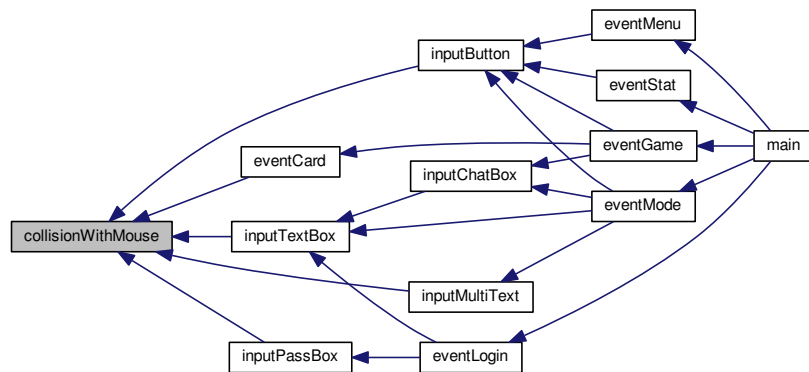 eventMenu
inputButton
eventStat
eventGame
main
eventCard
inputChatBox
eventMode
collisionWithMouse
inputTextBox
inputMultiText
inputPassBox
eventLogin